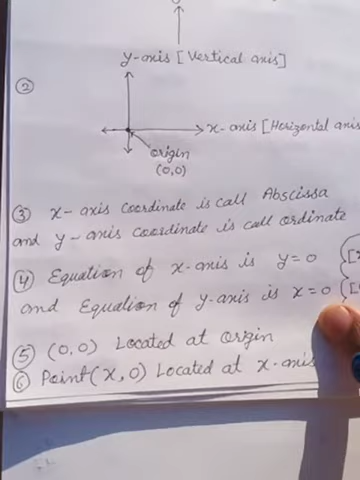 y-axis [Vertical axis]
②
x-axis [Horizontal axis
origin
(0,0)
③ x-axis coordinate is call Abscissa
and y-axis coordinate is call ordinate
④ Equation of x-axis is y=0
and Equation of y-axis is x=0
⑤ (0,0) Located at origin
⑥ Point (x,0) Located at x-axis